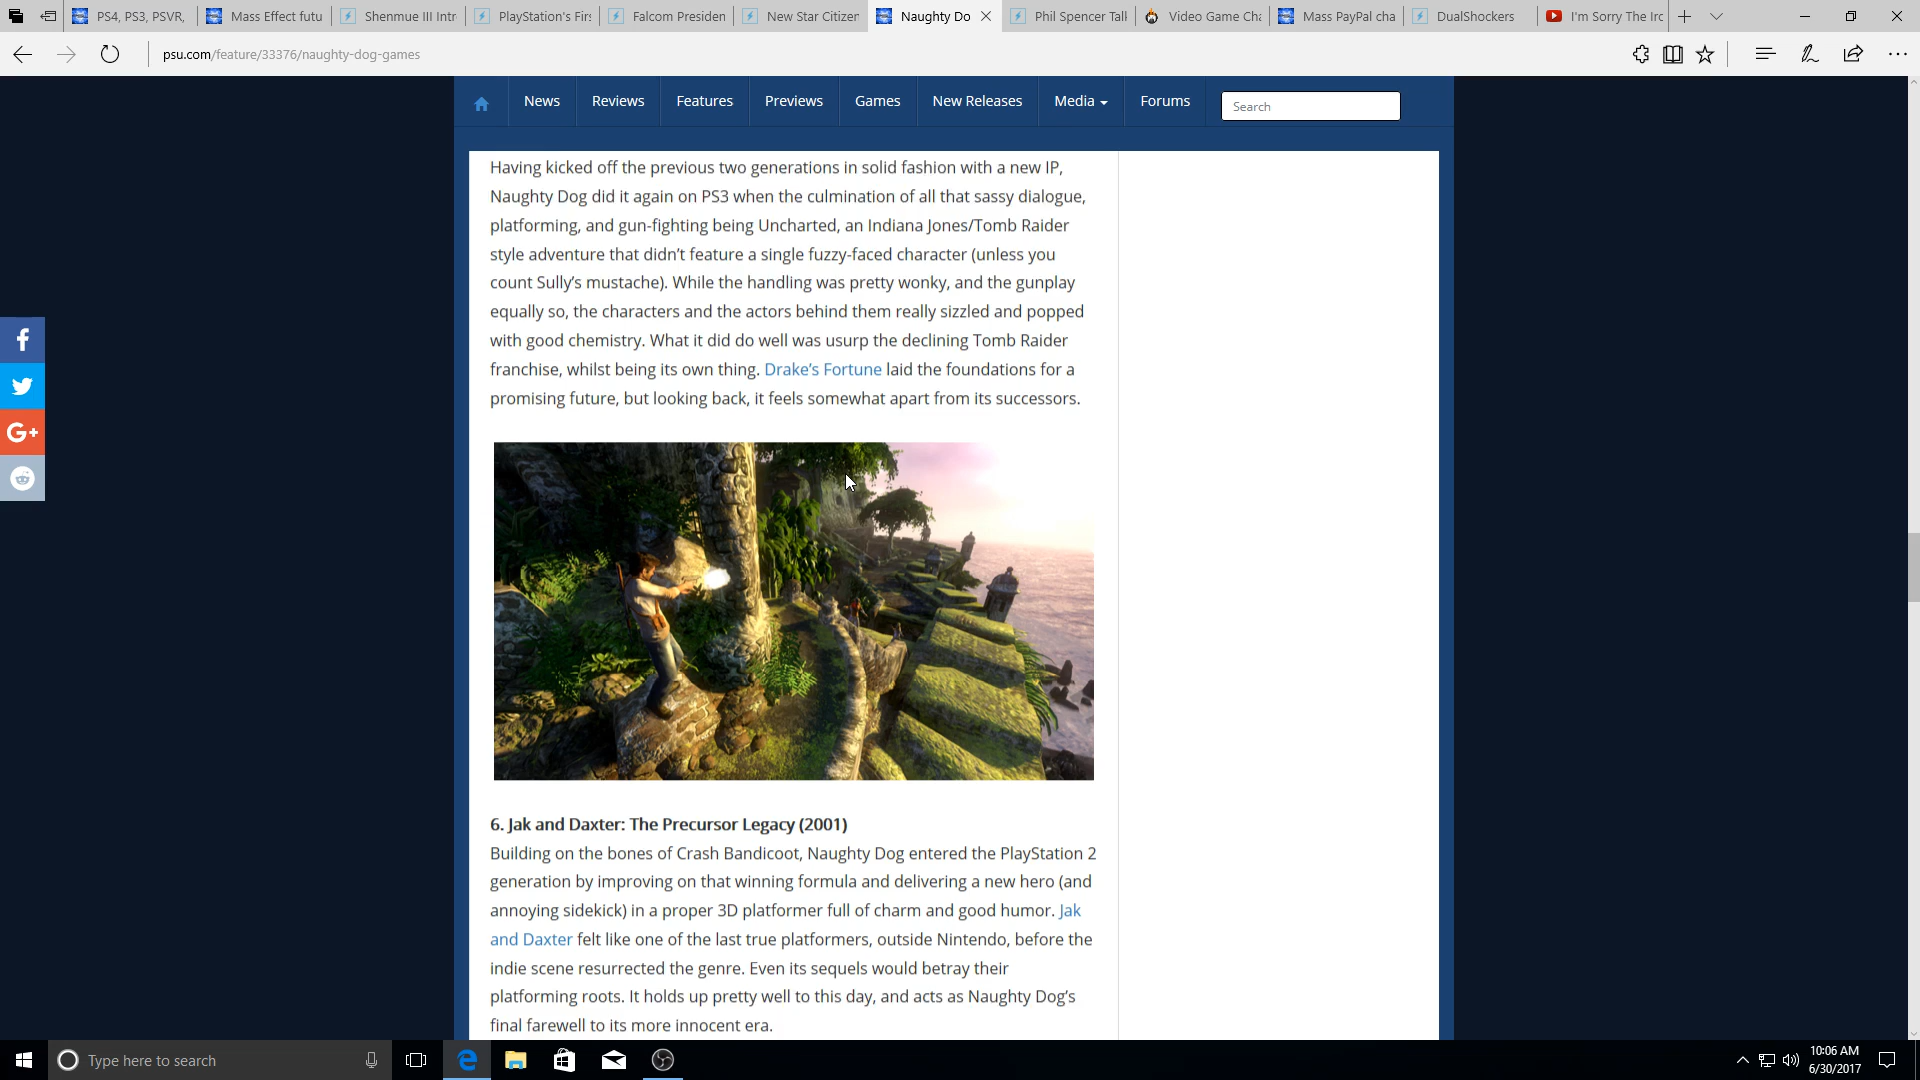 PS4, PS3, PSVR,
Mass Effect futu
Shenmue III Intr
PlayStation's Firs
Falcom Presiden
New Star Citizen
Naughty Do
Phil Spencer Talk
Video Game Cha
Mass PayPal cha
DualShockers
I'm Sorry The Irc
psu.com/feature/33376/naughty-dog-games
News
Reviews
Features
Previews
Games
New Releases
Media
Forums
Search
Having kicked off the previous two generations in solid fashion with a new IP,
Naughty Dog did it again on PS3 when the culmination of all that sassy dialogue,
platforming, and gun-fighting being Uncharted, an Indiana Jones/Tomb Raider
style adventure that didn't feature a single fuzzy-faced character (unless you
count Sully's mustache). While the handling was pretty wonky, and the gunplay
equally so, the characters and the actors behind them really sizzled and popped
with good chemistry. What it did do well was usurp the declining Tomb Raider
franchise, whilst being its own thing. Drake's Fortune laid the foundations for a
promising future, but looking back, it feels somewhat apart from its successors.
6. Jak and Daxter: The Precursor Legacy (2001)
Building on the bones of Crash Bandicoot, Naughty Dog entered the PlayStation 2
generation by improving on that winning formula and delivering a new hero (and
annoying sidekick) in a proper 3D platformer full of charm and good humor. Jak
and Daxter felt like one of the last true platformers, outside Nintendo, before the
indie scene resurrected the genre. Even its sequels would betray their
platforming roots. It holds up pretty well to this day, and acts as Naughty Dog's
final farewell to its more innocent era.
Type here to search
10:06 AM
6/30/2017